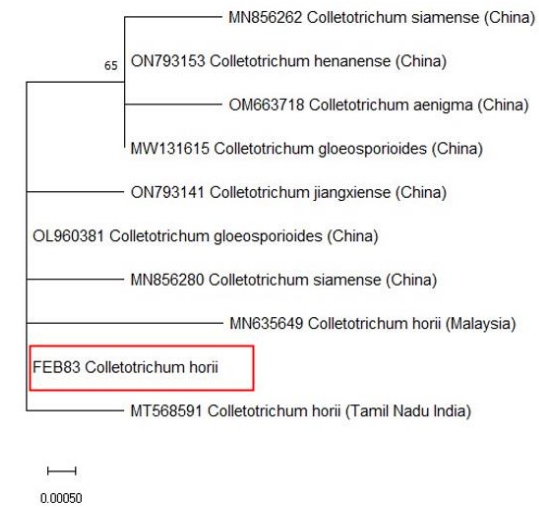 MN856262 Colletotrichum siamense (China)
65
ON793153 Colletotrichum henanense (China)
OM663718 Colletotrichum aenigma (China)
MW131615 Colletotrichum gloeosporioides (China)
ON793141 Colletotrichum jiangxiense (China)
OL960381 Colletotrichum gloeosporioides (China)
MN856280 Colletotrichum siamense (China)
MN635649 Colletotrichum horii (Malaysia)
FEB83 Colletotrichum horii
MT568591 Colletotrichum horii (Tamil Nadu India)
0.00050